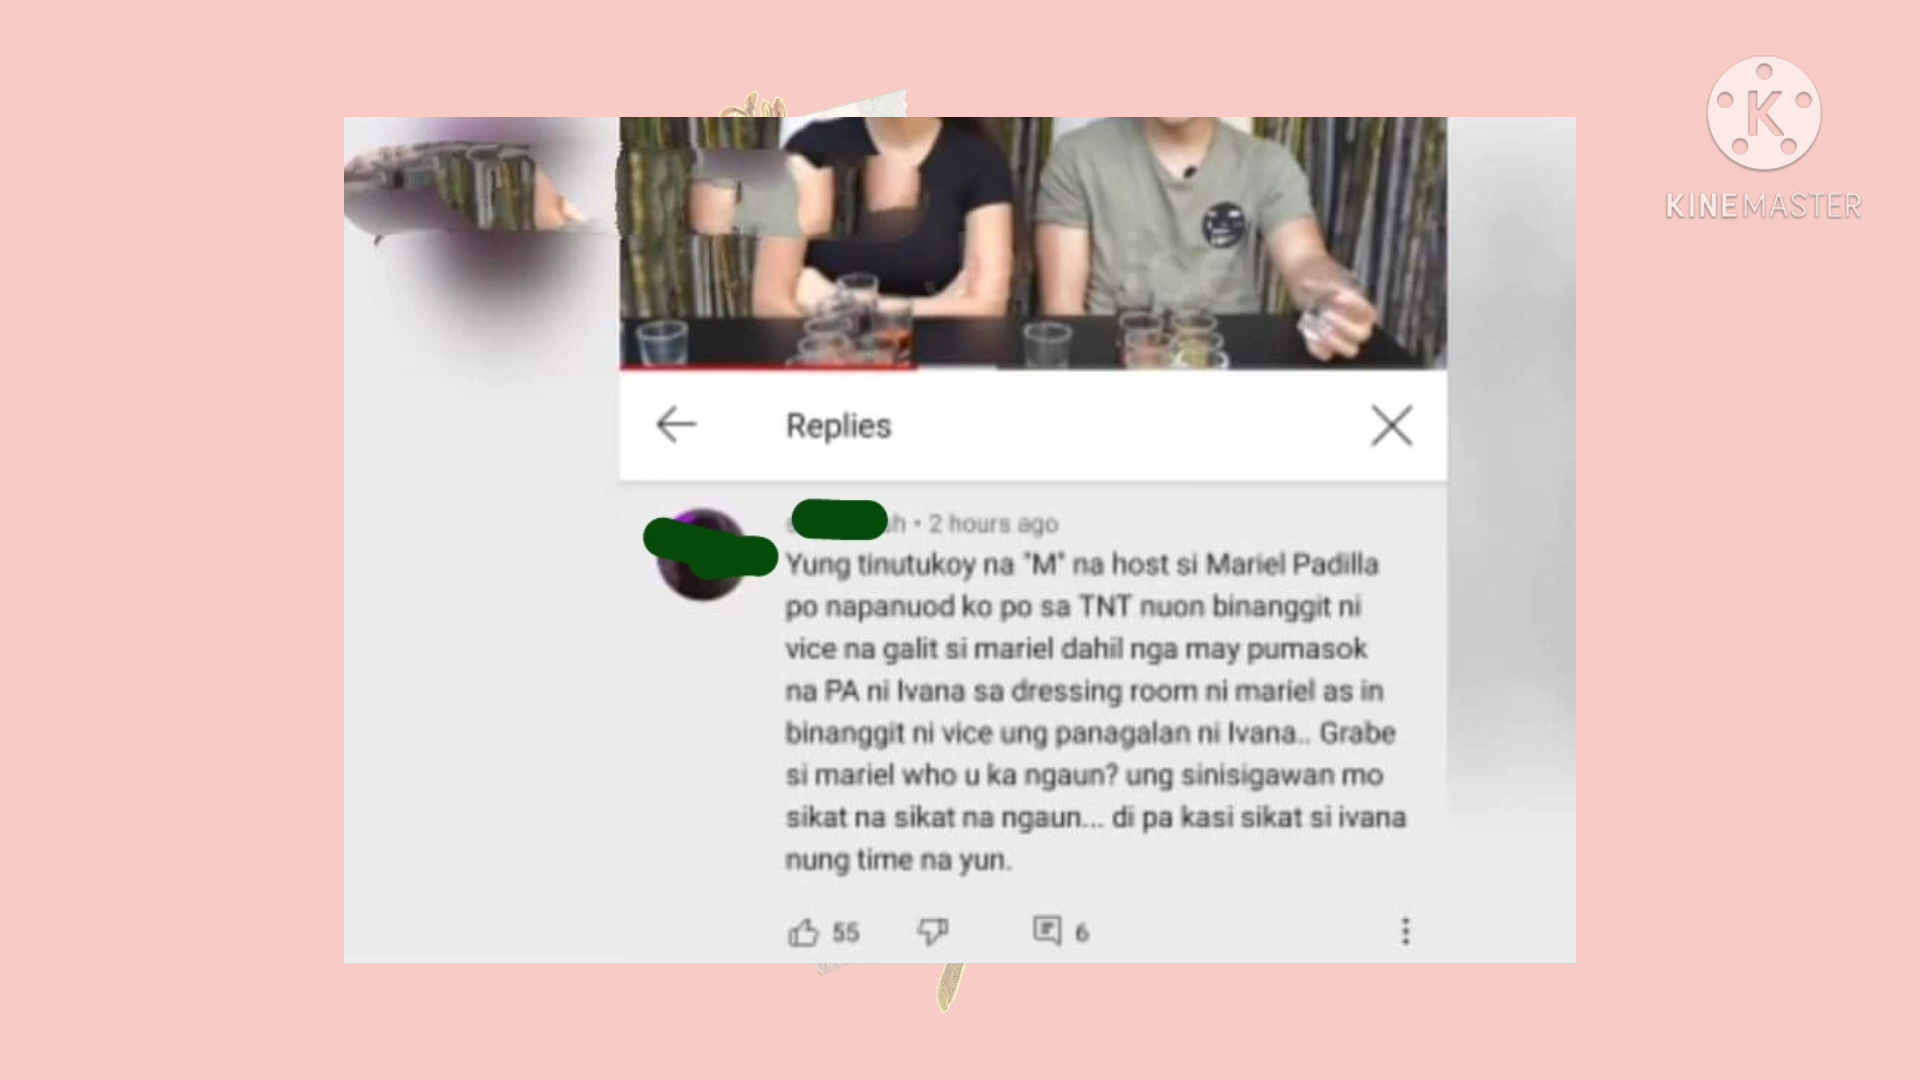 KINEMASTER
Replies
h • 2 hours ago
Yung tinutukoy na "M" na host si Mariel Padilla
po napanuod ko po sa TNT nuon binanggit ni
vice na galit si mariel dahil nga may pumasok
na PA ni Ivana sa dressing room ni mariel as in
binanggit ni vice ung panagalan ni Ivana.. Grabe
si mariel who u ka ngaun? ung sinisigawan mo
sikat na sikat na ngaun... di pa kasi sikat si ivana
nung time na yun.
55 6